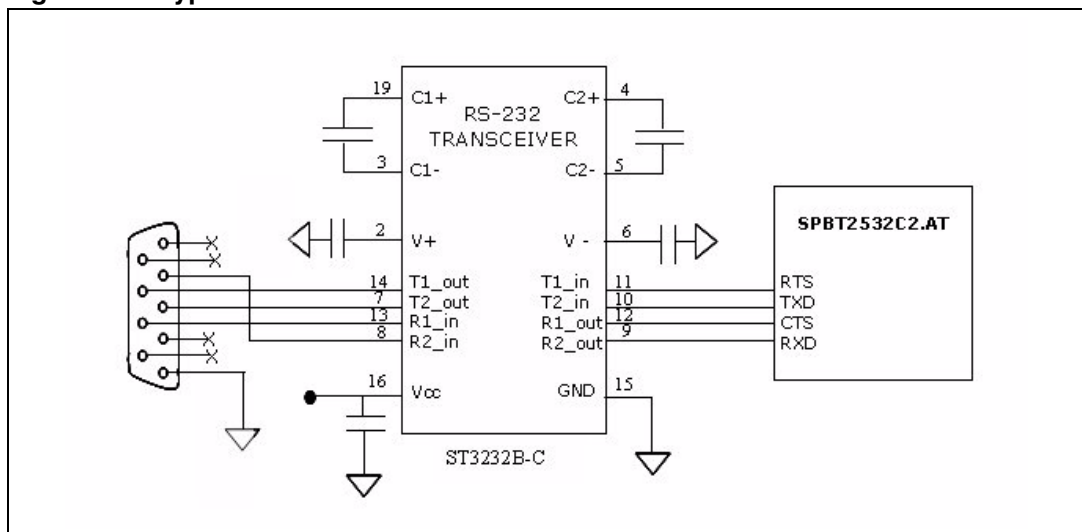 19
C1+
C2+
4
RS-232
TRANSCEIVER
3
C1-
C2-
5
SPBT2532C2.AT
2
V+
V -
6
14
T1_out
T1_in
11
RTS
7
T2_out
T2_in
10
TXD
13
R1_in
R1_out
12
CTS
8
R2_in
R2_out
9
RXD
16
Vcc
GND
15
ST3232B-C